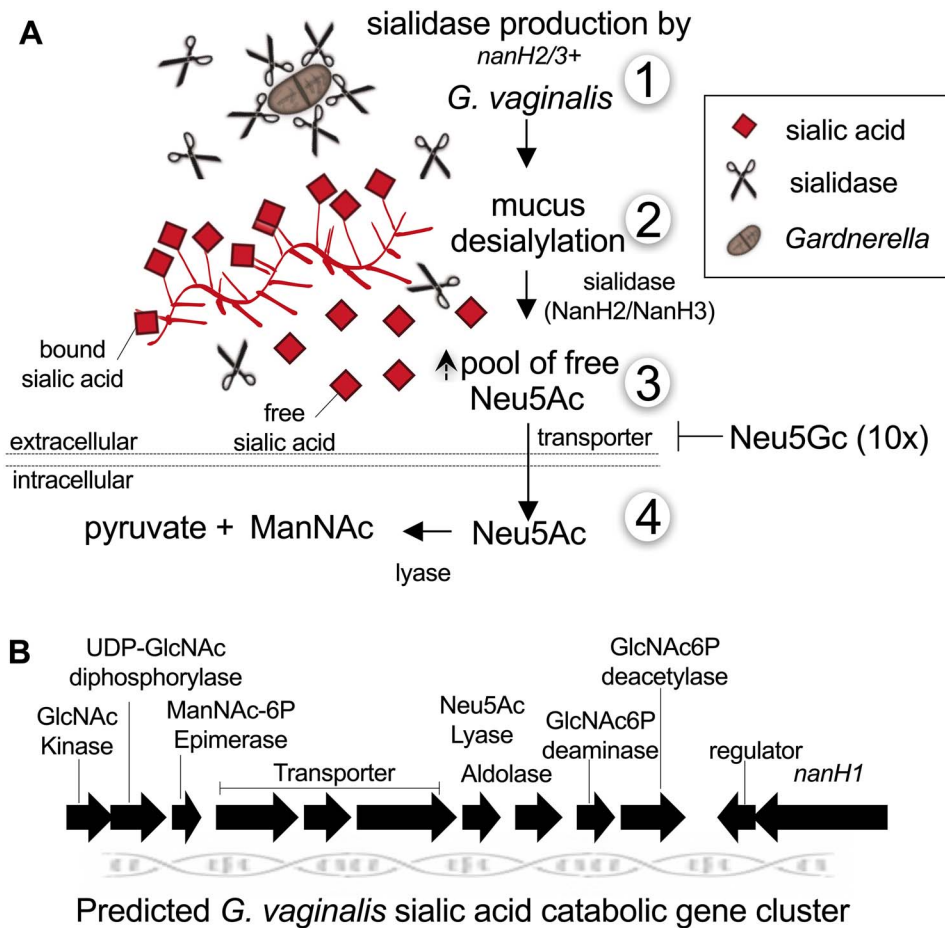 A
sialidase production by
nanH2/3+
G. vaginalis
1
sialic acid
sialidase
Gardnerella
mucus
desialylation
2
sialidase
(NanH2/NanH3)
bound
sialic acid
free
sialic acid
pool of free
Neu5Ac
3
extracellular
transporter
Neu5Gc (10x)
intracellular
pyruvate + ManNAc
lyase
Neu5Ac
4
B
UDP-GlcNAc
diphosphorylase
GlcNAc
Kinase
ManNAc-6P
Epimerase
Transporter
Neu5Ac
Lyase
Aldolase
GlcNAc6P
deaminase
GlcNAc6P
deacetylase
regulator
nanH1
Predicted G. vaginalis sialic acid catabolic gene cluster